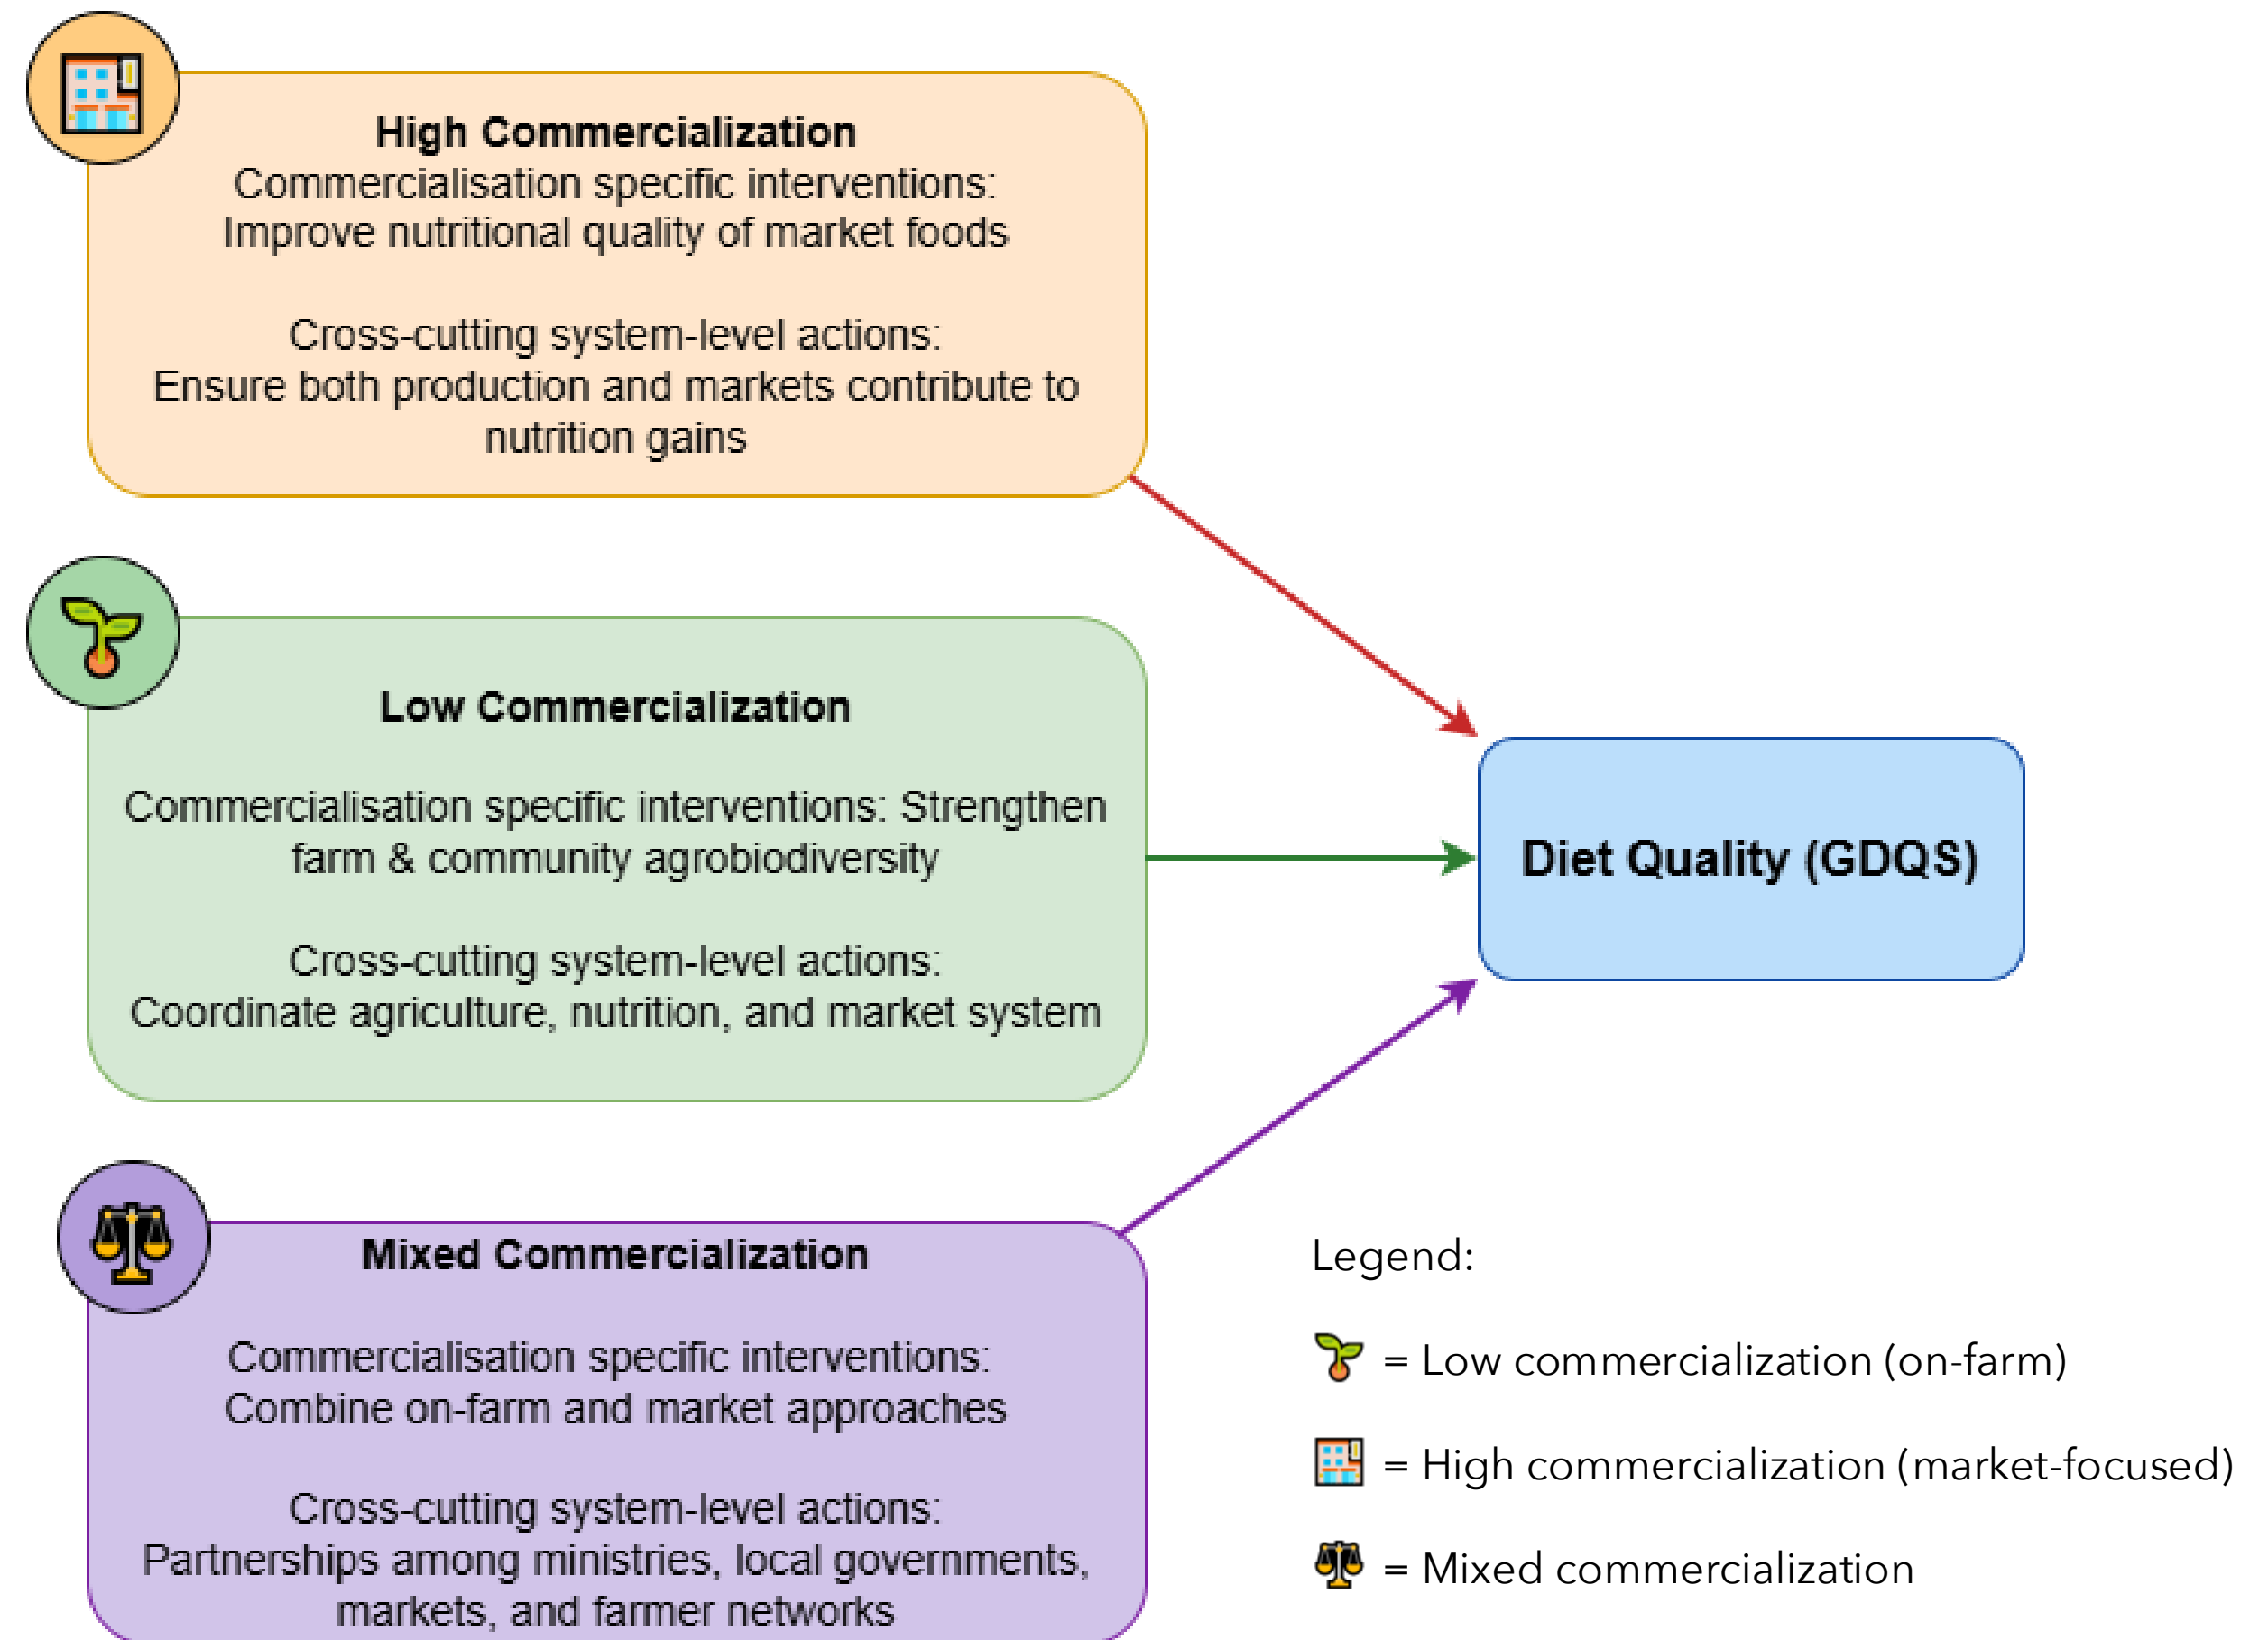 High Commercialization
Commercialisation specific interventions:
Improve nutritional quality of market foods
Cross-cutting system-level actions:
Ensure both production and markets contribute to
nutrition gains
Low Commercialization
Commercialisation specific interventions: Strengthen
farm & community agrobiodiversity
Cross-cutting system-level actions:
Coordinate agriculture, nutrition, and market system
Diet Quality (GDQS)
Mixed Commercialization
Commercialisation specific interventions:
Combine on-farm and market approaches
Cross-cutting system-level actions:
Partnerships among ministries, local governments,
markets, and farmer networks
Legend:
= Low commercialization (on-farm)
= High commercialization (market-focused)
= Mixed commercialization